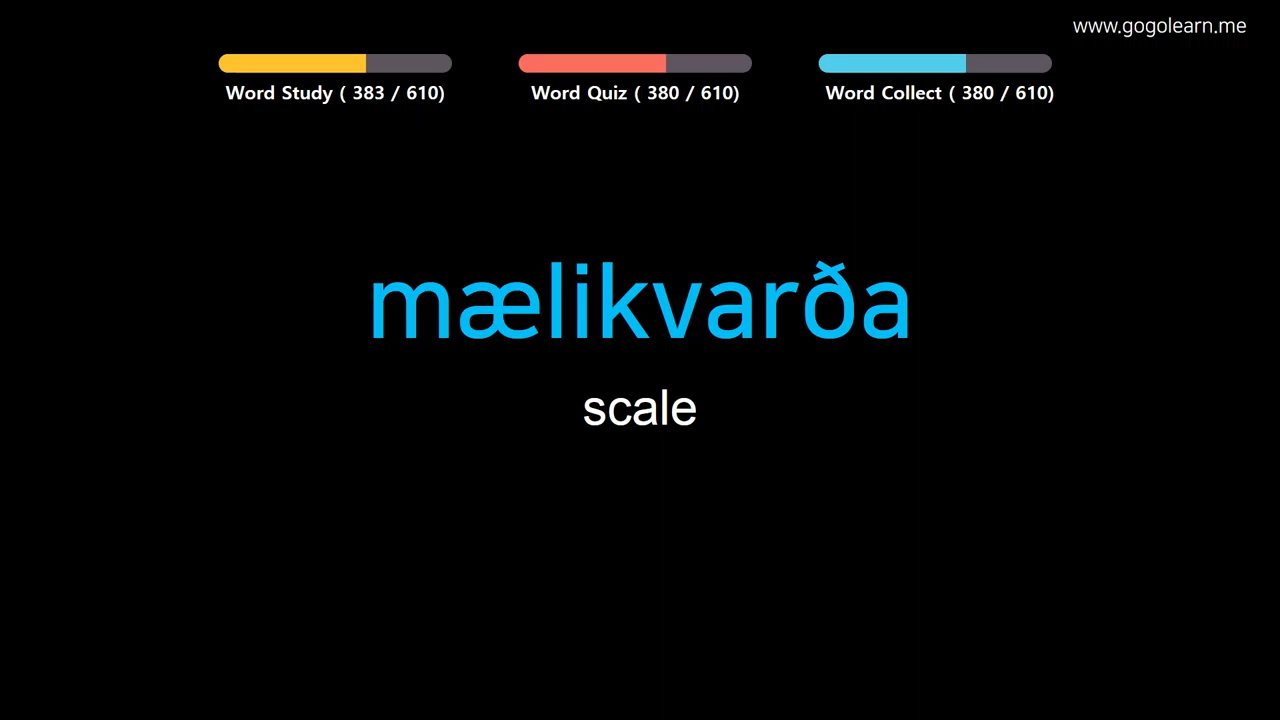 www.gogolearn.me
Word Study ( 383 / 610)
Word Quiz ( 380 / 610)
Word Collect ( 380 / 610)
mælikvarða
scale